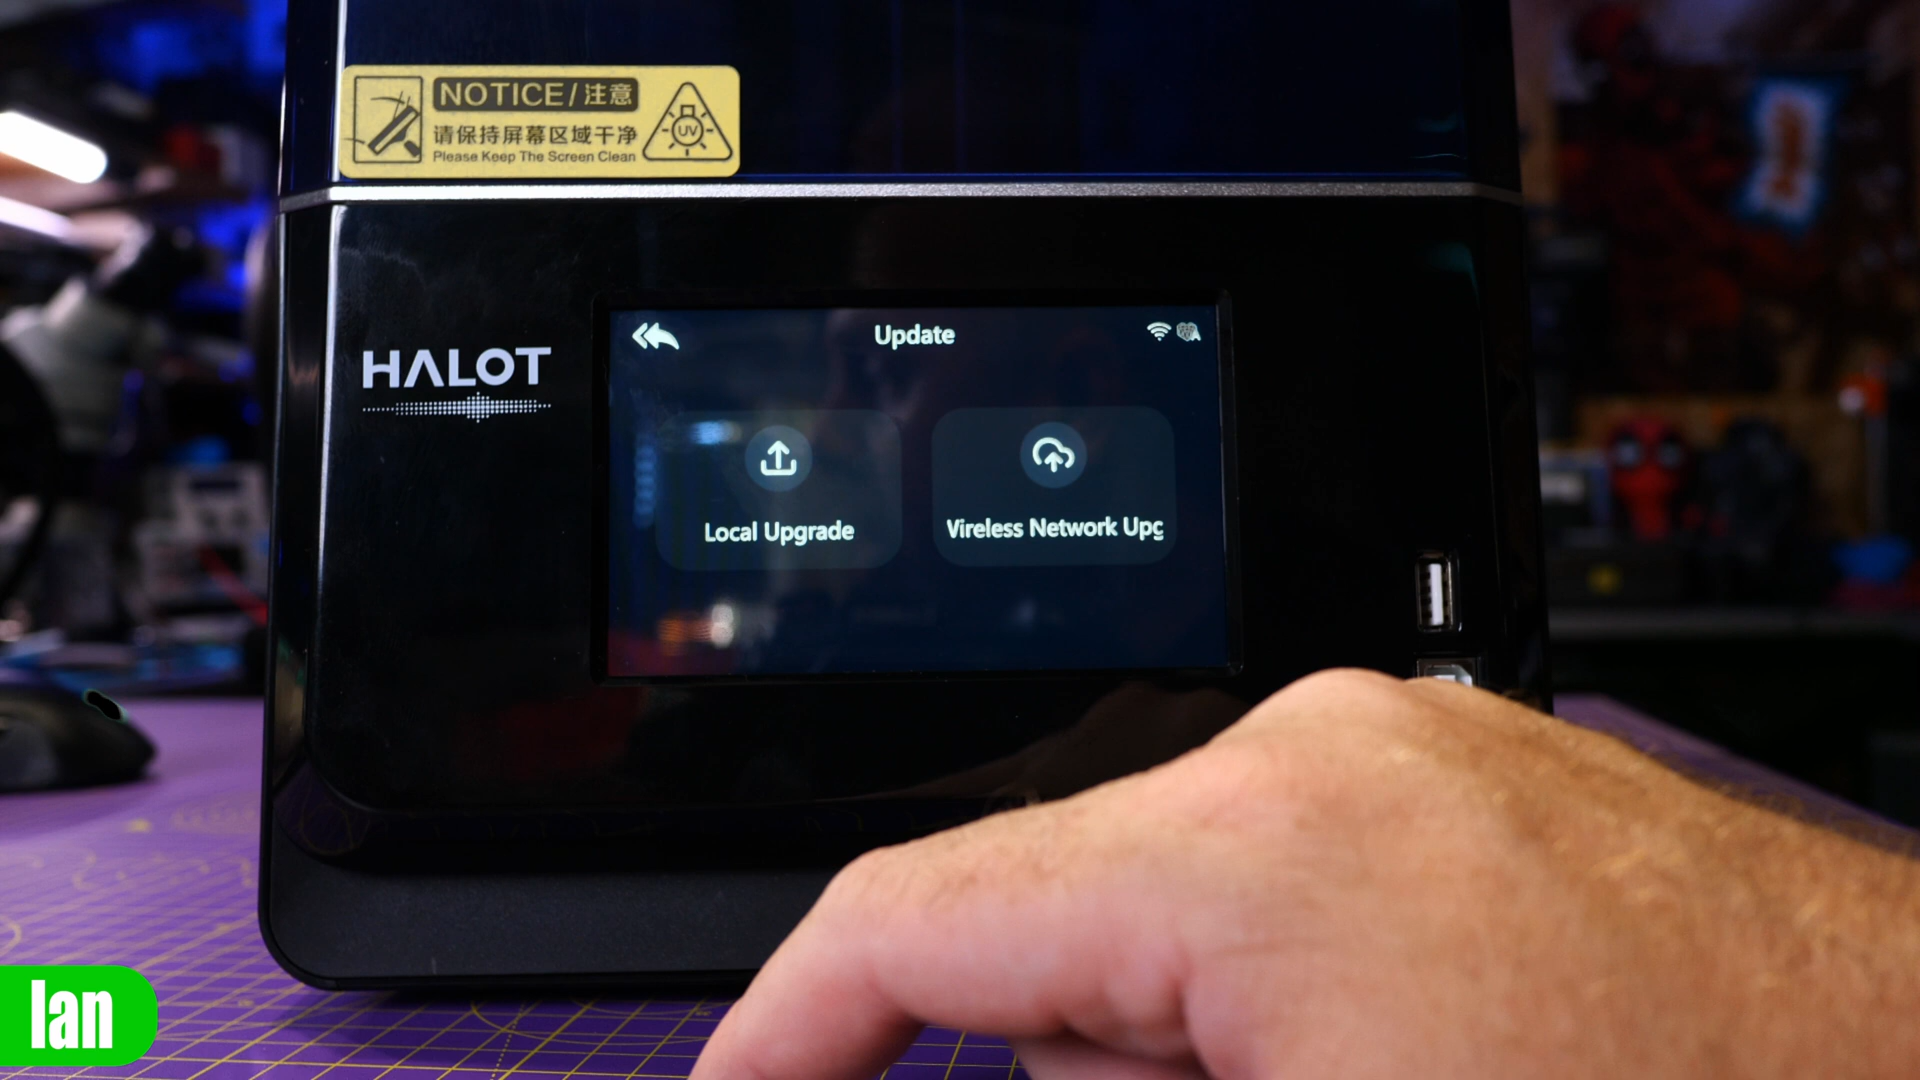 NOTICE/注意
请保持屏幕区域干净
Please Keep The Screen Clean
UV
HALOT
Update
Local Upgrade
Vireless Network Upg
Ian